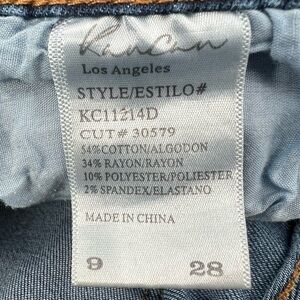 KanCan
Los Angeles
STYLE/ESTILO#
KC11214D
CUT# 30579
54%COTTON/ALGODON
34% RAYON/RAYON
10% POLYESTER/POLIESTER
2% SPANDEX/ELASTANO
MADE IN CHINA
9 28